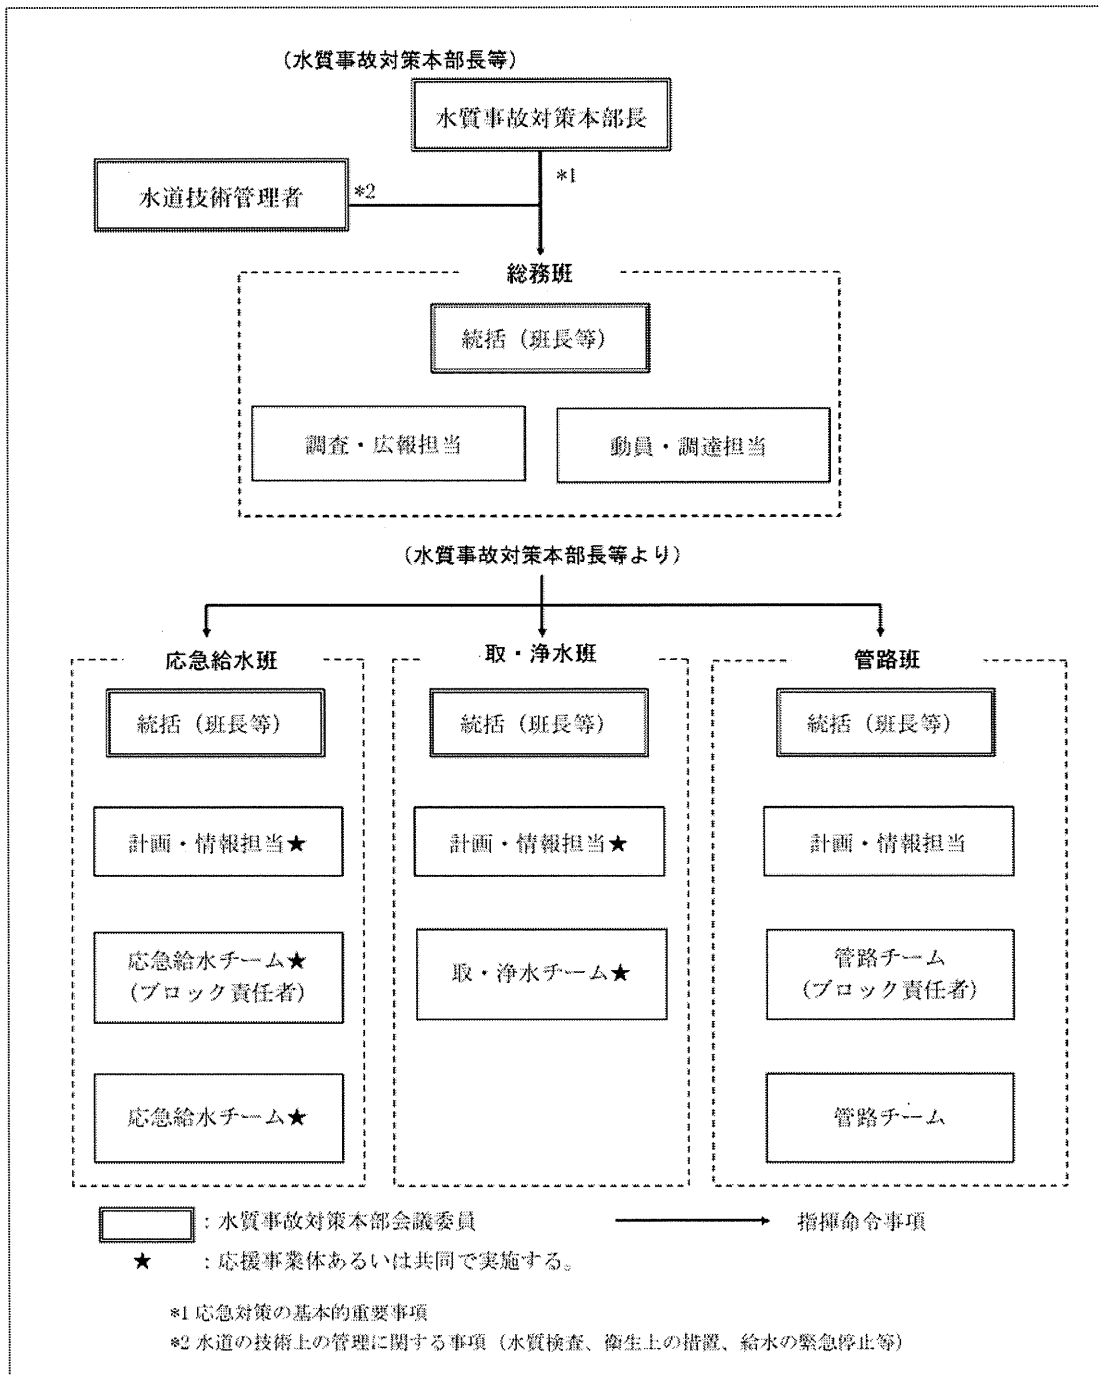 (水質事故対策本部長等)
水質事故対策本部長
*1
水道技術管理者
*2
総務班
統括（班長等）
調査・広報担当
動員・調達担当
(水質事故対策本部長等より)
応急給水班
統括（班長等）
計画・情報担当★
応急給水チーム★
(ブロック責任者)
応急給水チーム★
取・浄水班
統括（班長等）
計画・情報担当★
取・浄水チーム★
管路班
統括（班長等）
計画・情報担当
管路チーム
(ブロック責任者)
管路チーム
：水質事故対策本部会議委員
指揮命令事項
★ ：応援事業体あるいは共同で実施する。
*1 応急対策の基本的重要事項
*2 水道の技術上の管理に関する事項（水質検査、衛生上の措置、給水の緊急停止等）